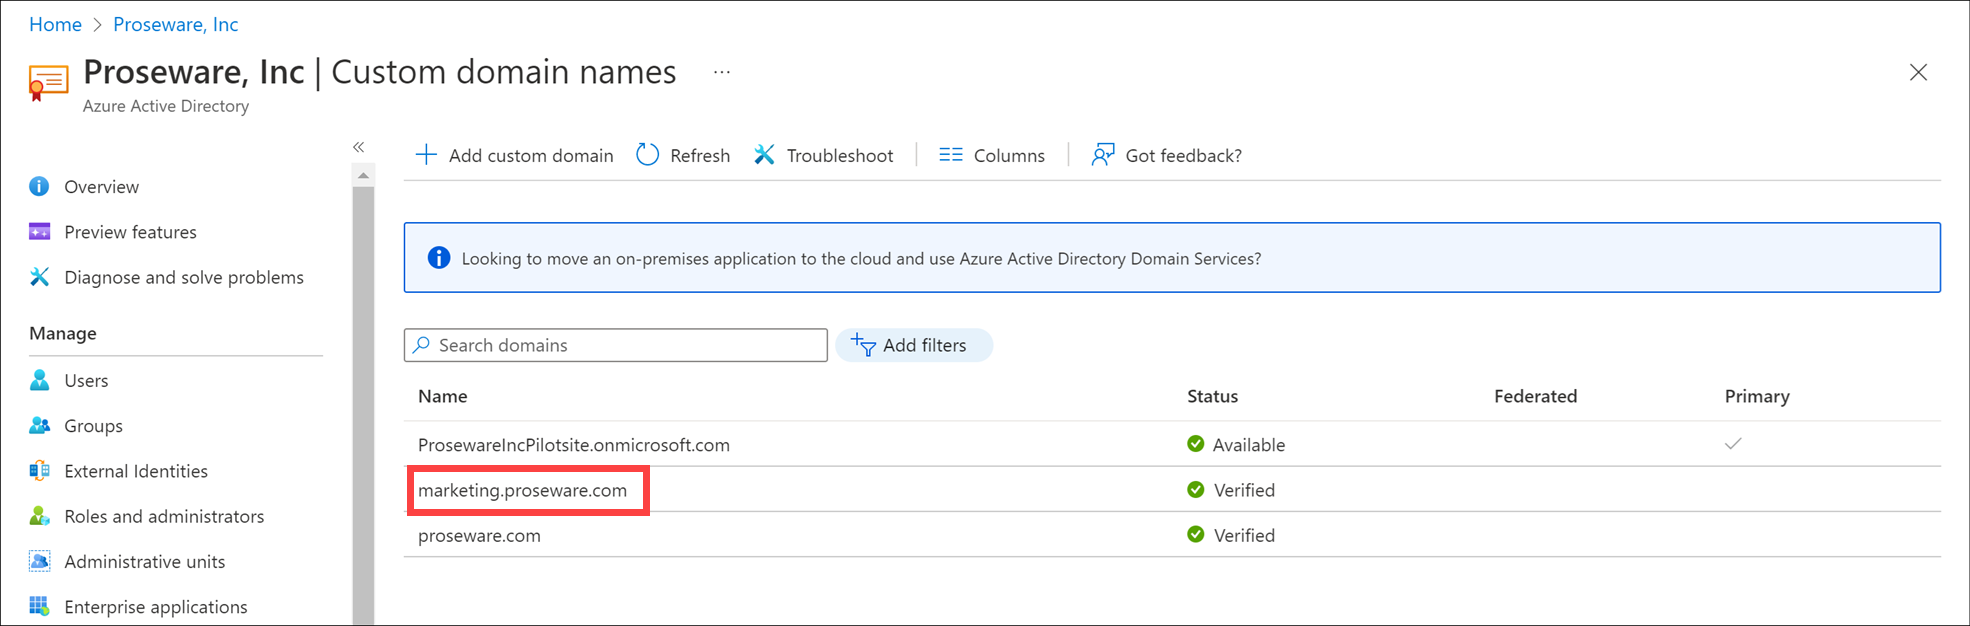 Home > Proseware, Inc
Proseware, Inc | Custom domain names ...
Azure Active Directory
«
Overview
Preview features
Diagnose and solve problems
Manage
Users
Groups
External Identities
Roles and administrators
Administrative units
Enterprise applications
Add custom domain Refresh Troubleshoot Columns Got feedback?
Looking to move an on-premises application to the cloud and use Azure Active Directory Domain Services?
Search domains Add filters
Name Status Federated Primary
ProsewareIncPilotsite.onmicrosoft.com Available
marketing.proseware.com Verified
proseware.com Verified